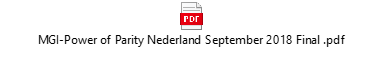 PDF
MGI-Power of Parity Nederland September 2018 Final .pdf